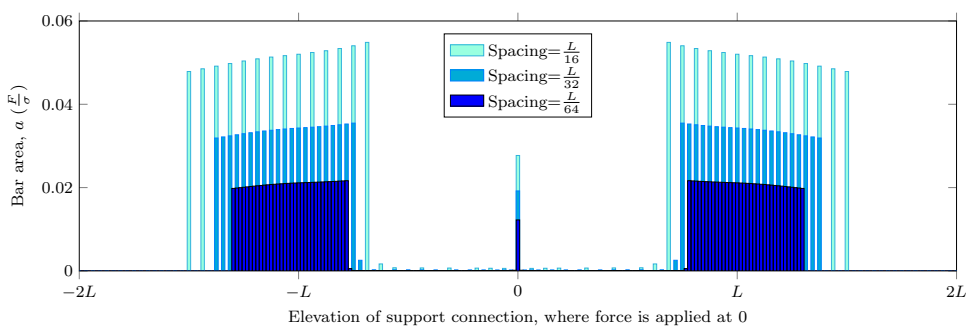 0.06
0.04
0.02
0
Bar area, a (F/σ)
Spacing=L/16
Spacing=L/32
Spacing=L/64
−2L −L 0 L 2L
Elevation of support connection, where force is applied at 0